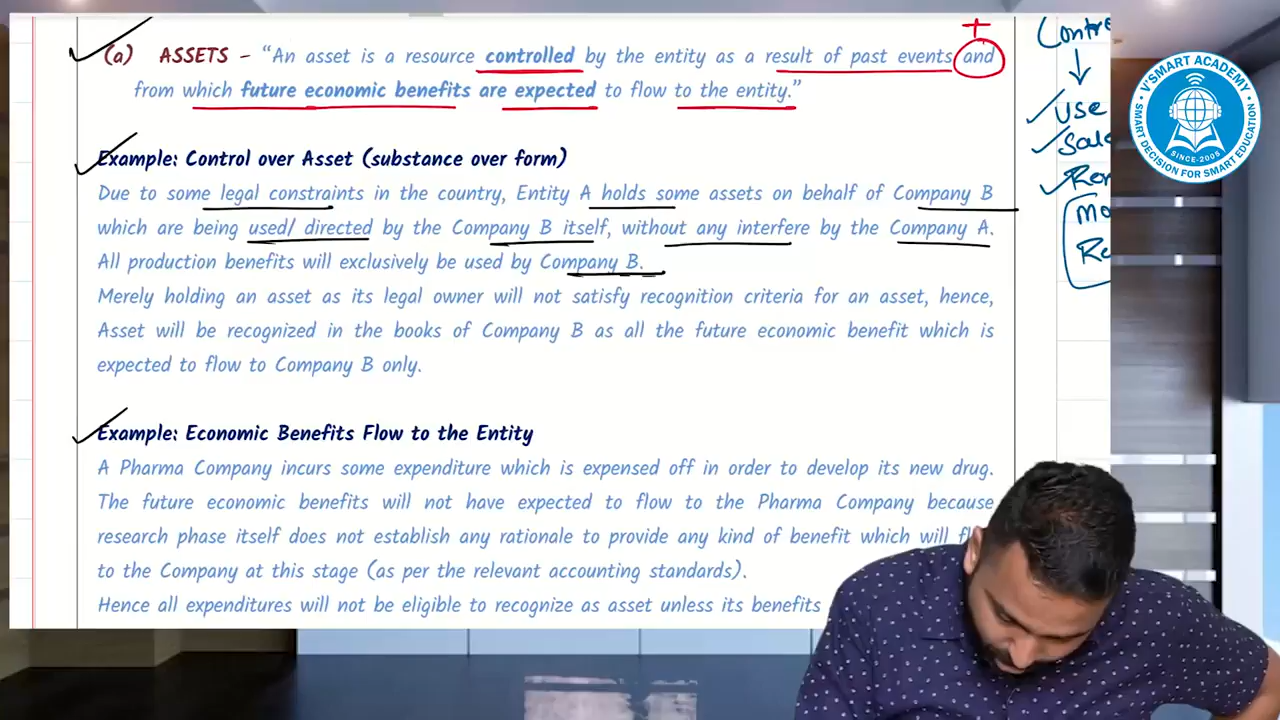 +
(a) ASSETS – “An asset is a resource controlled by the entity as a result of past events and
from which future economic benefits are expected to flow to the entity.”
Example: Control over Asset (substance over form)
Due to some legal constraints in the country, Entity A holds some assets on behalf of Company B
which are being used/ directed by the Company B itself, without any interfere by the Company A.
All production benefits will exclusively be used by Company B.
Merely holding an asset as its legal owner will not satisfy recognition criteria for an asset, hence,
Asset will be recognized in the books of Company B as all the future economic benefit which is
expected to flow to Company B only.
Example: Economic Benefits Flow to the Entity
A Pharma Company incurs some expenditure which is expensed off in order to develop its new drug.
The future economic benefits will not have expected to flow to the Pharma Company because
research phase itself does not establish any rationale to provide any kind of benefit which will
to the Company at this stage (as per the relevant accounting standards).
Hence all expenditures will not be eligible to recognize as asset unless its benefits
Use
Sale
V'SMART ACADEMY
SINCE-2008
SMART DECISION FOR SMART EDUCATION